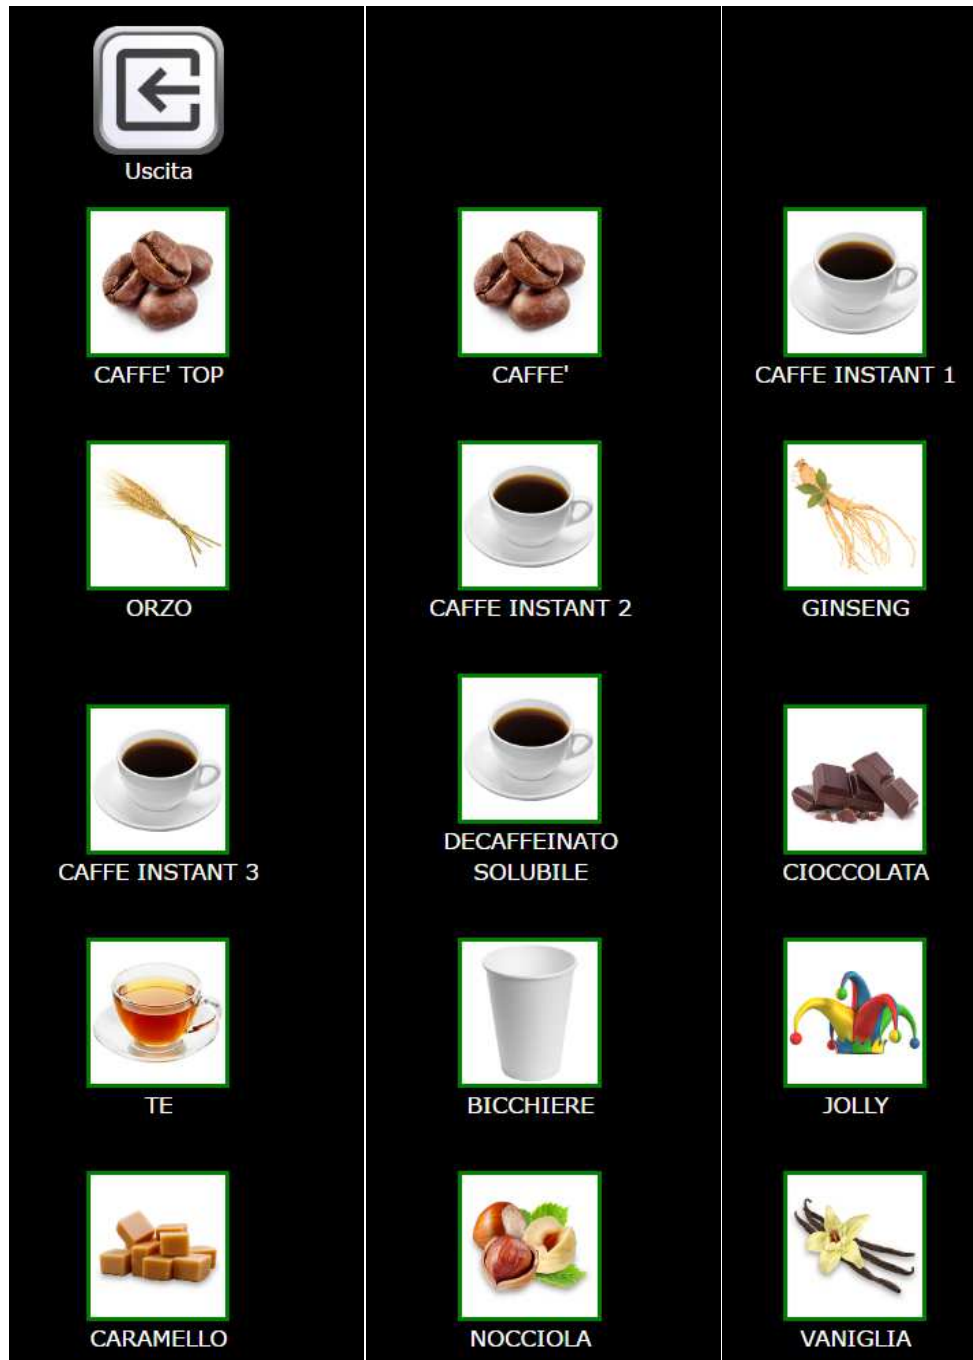 Uscita
CAFFE' TOP
CAFFE'
CAFFE INSTANT 1
ORZO
CAFFE INSTANT 2
GINSENG
CAFFE INSTANT 3
DECAFFEINATO
SOLUBILE
CIOCCOLATA
TE
BICCHIERE
JOLLY
CARAMELLO
NOCCIOLA
VANIGLIA